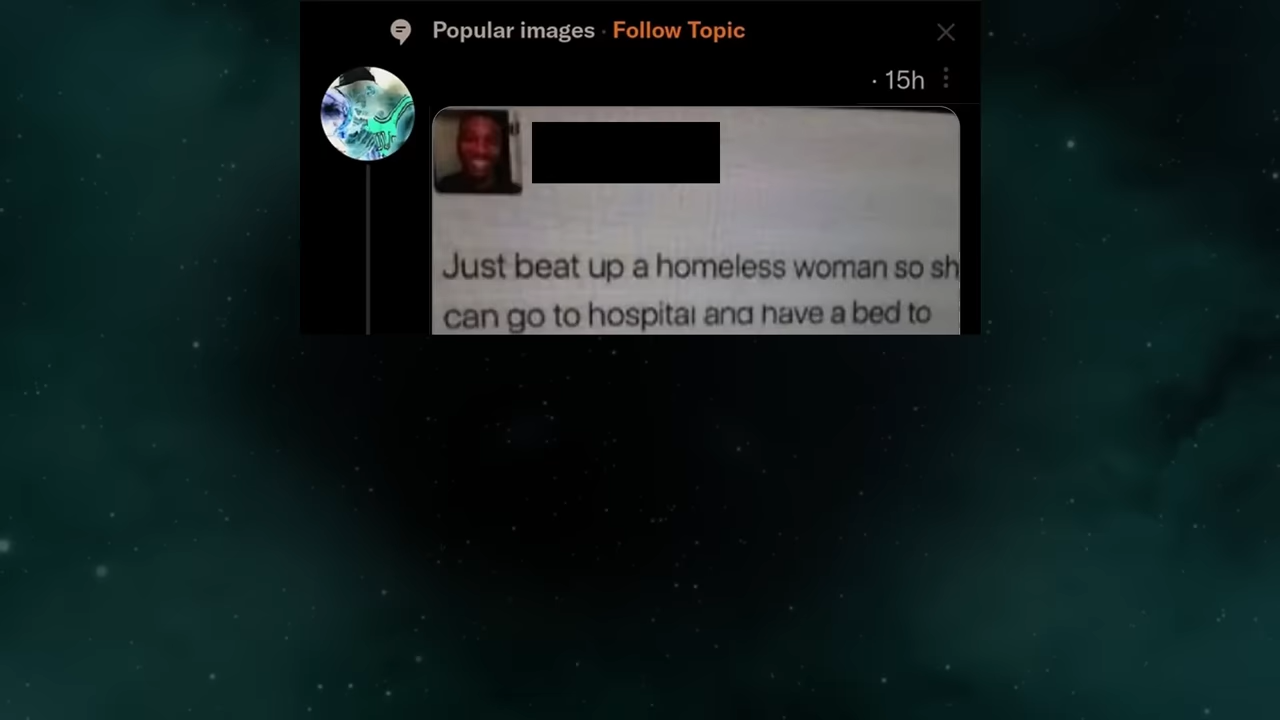 Popular images · Follow Topic
· 15h
Just beat up a homeless woman so sh
can go to hospital and have a bed to